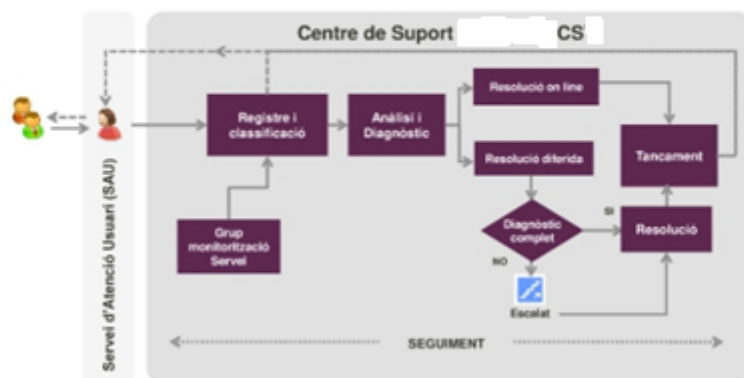 Centre de Suport CS
Servei d'Atenció Usuari (SAU)
Registre i
classificació
Anàlisi i
Diagnòstic
Resolució on line
Resolució diferida
Tancament
Grup
monitorització
Servei
Diagnòstic
complet
SI
Resolució
NO
Escalat
SEGUIMENT